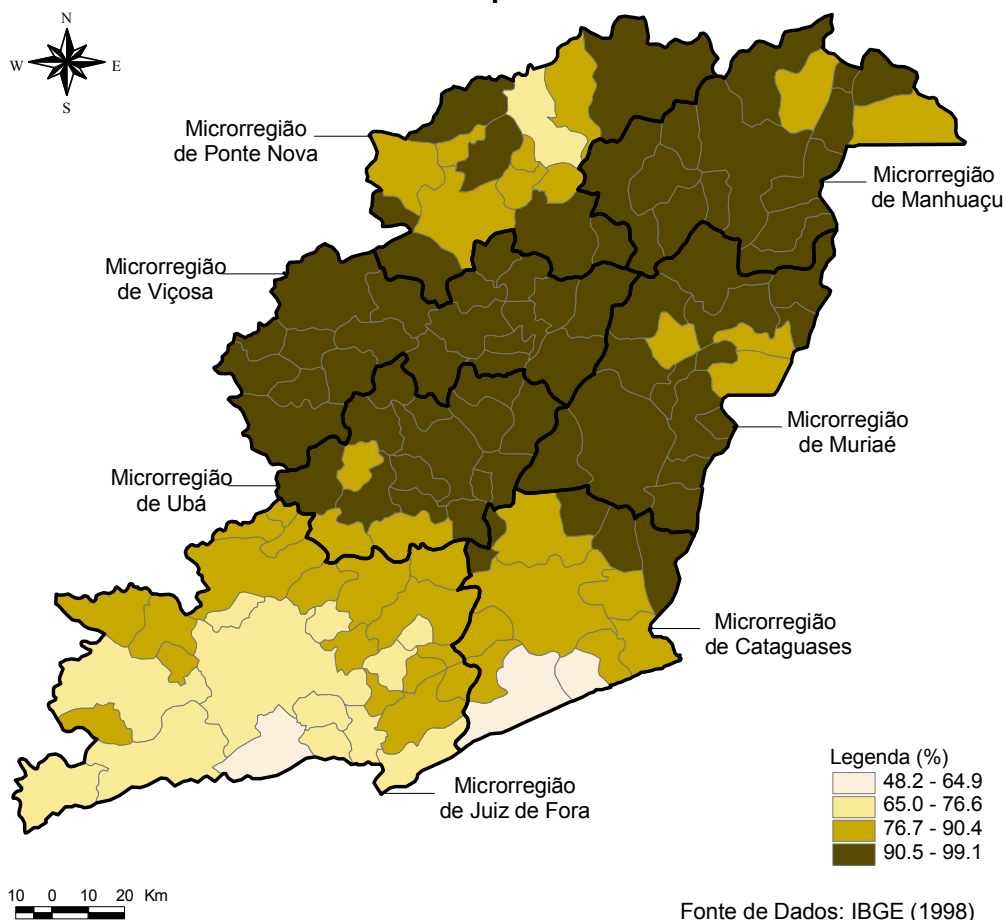 N
W E
S
Microrregião
de Ponte Nova
Microrregião
de Manhuaçu
Microrregião
de Viçosa
Microrregião
de Muriaé
Microrregião
de Ubá
Microrregião
de Cataguases
Microrregião
de Juiz de Fora
Legenda (%)
48.2 - 64.9
65.0 - 76.6
76.7 - 90.4
90.5 - 99.1
10 0 10 20 Km
Fonte de Dados: IBGE (1998)